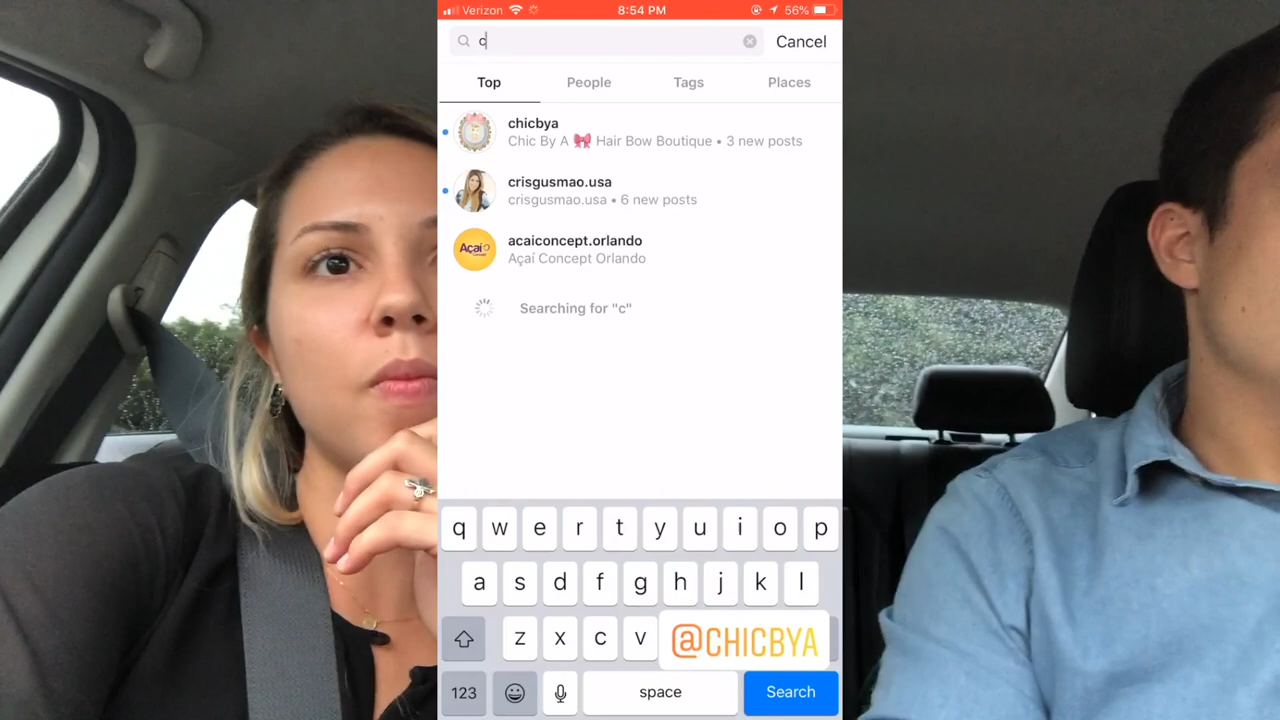 Verizon 8:54 PM 56%
c Cancel
Top People Tags Places
chicbya
Chic By A 🎀 Hair Bow Boutique • 3 new posts
crisgusmao.usa
crisgusmao.usa • 6 new posts
Açaí
acaiconcept.orlando
Açaí Concept Orlando
Searching for "c"
q w e r t y u i o p
a s d f g h j k l
z x c v
@CHICBYA
123 space Search